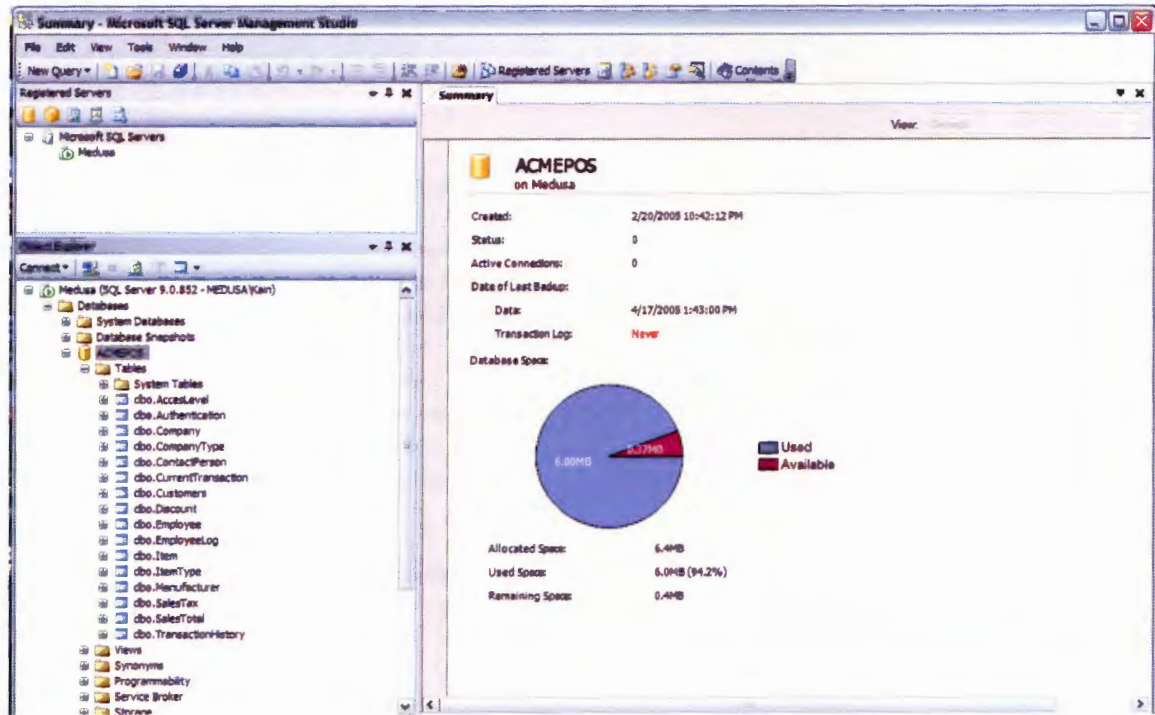 Summary - Microsoft SQL Server Management Studio
File Edit View Tools Window Help
New Query Registered Servers Contents
Registered Servers
Microsoft SQL Servers
Medusa
Object Explorer
Connect
Medusa (SQL Server 9.0.852 - MEDUSA\Kain)
Databases
System Databases
Database Snapshots
ACMEPOS
Tables
System Tables
dbo.AccesLevel
dbo.Authentication
dbo.Company
dbo.CompanyType
dbo.ContactPerson
dbo.CurrentTransaction
dbo.Customers
dbo.Discount
dbo.Employee
dbo.EmployeeLog
dbo.Item
dbo.ItemType
dbo.Manufacturer
dbo.SalesTax
dbo.SalesTotal
dbo.TransactionHistory
Views
Synonyms
Programmability
Service Broker
Storage
Summary
View:
ACMEPOS
on Medusa
Created: 2/20/2005 10:42:12 PM
Status: 0
Active Connections: 0
Date of Last Backup:
Data: 4/17/2005 1:43:00 PM
Transaction Log: Never
Database Space:
6.00MB
0.37MB
Used
Available
Allocated Space: 6.4MB
Used Space: 6.0MB (94.2%)
Remaining Space: 0.4MB